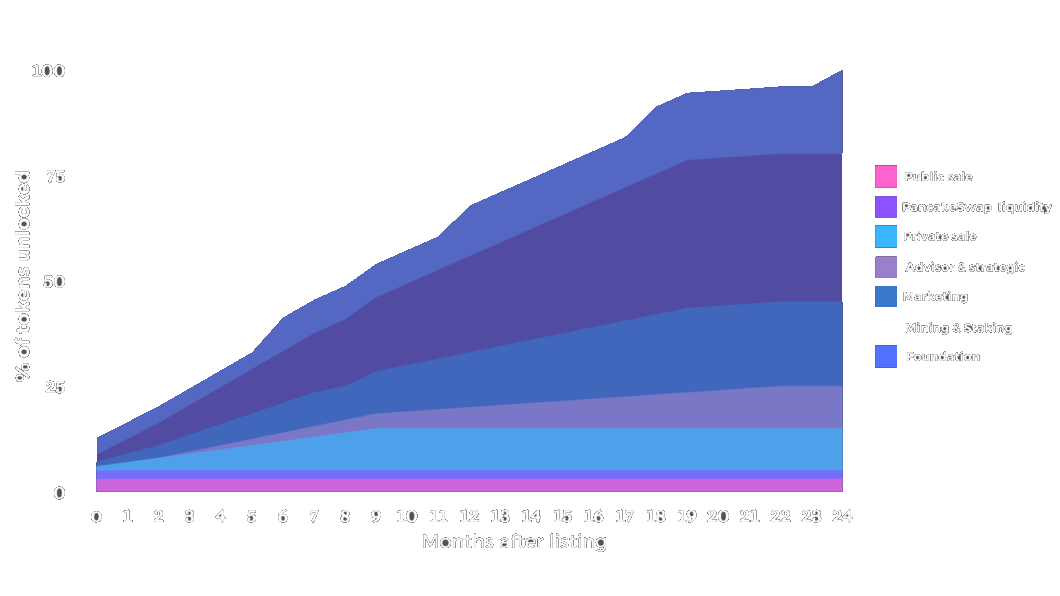 100
75
50
25
0
% of tokens unlocked
0 1 2 3 4 5 6 7 8 9 10 11 12 13 14 15 16 17 18 19 20 21 22 23 24
Months after listing
Public sale
PancakeSwap liquidity
Private sale
Advisor & strategic
Marketing
Mining & Staking
Foundation